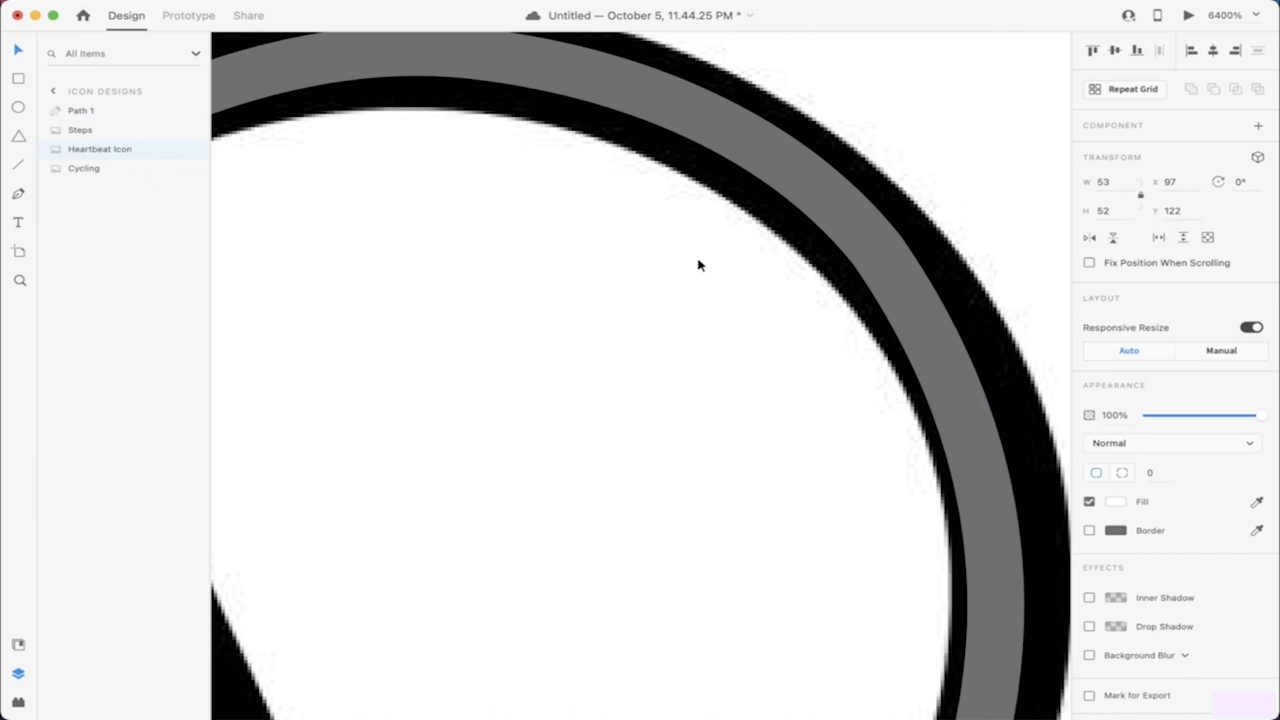 Design Prototype Share Untitled — October 5, 11.44.25 PM * 6400%
All Items
ICON DESIGNS
Path 1
Steps
Heartbeat Icon
Cycling
Repeat Grid
COMPONENT
TRANSFORM
W 53 X 97 0°
H 52 Y 122
Fix Position When Scrolling
LAYOUT
Responsive Resize
Auto Manual
APPEARANCE
100%
Normal
0
Fill
Border
EFFECTS
Inner Shadow
Drop Shadow
Background Blur
Mark for Export